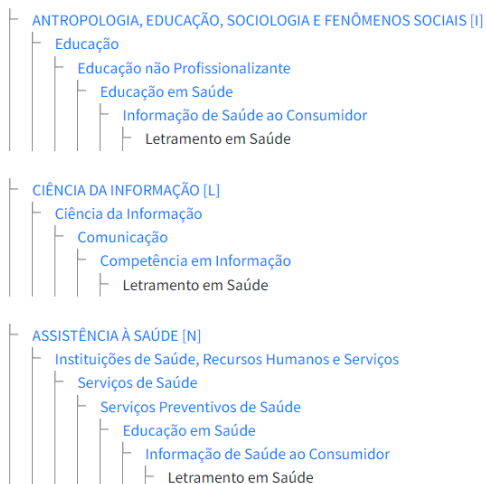 ANTROPOLOGIA, EDUCAÇÃO, SOCIOLOGIA E FENÔMENOS SOCIAIS [I]
Educação
Educação não Profissionalizante
Educação em Saúde
Informação de Saúde ao Consumidor
Letramento em Saúde
CIÊNCIA DA INFORMAÇÃO [L]
Ciência da Informação
Comunicação
Competência em Informação
Letramento em Saúde
ASSISTÊNCIA À SAÚDE [N]
Instituições de Saúde, Recursos Humanos e Serviços
Serviços de Saúde
Serviços Preventivos de Saúde
Educação em Saúde
Informação de Saúde ao Consumidor
Letramento em Saúde